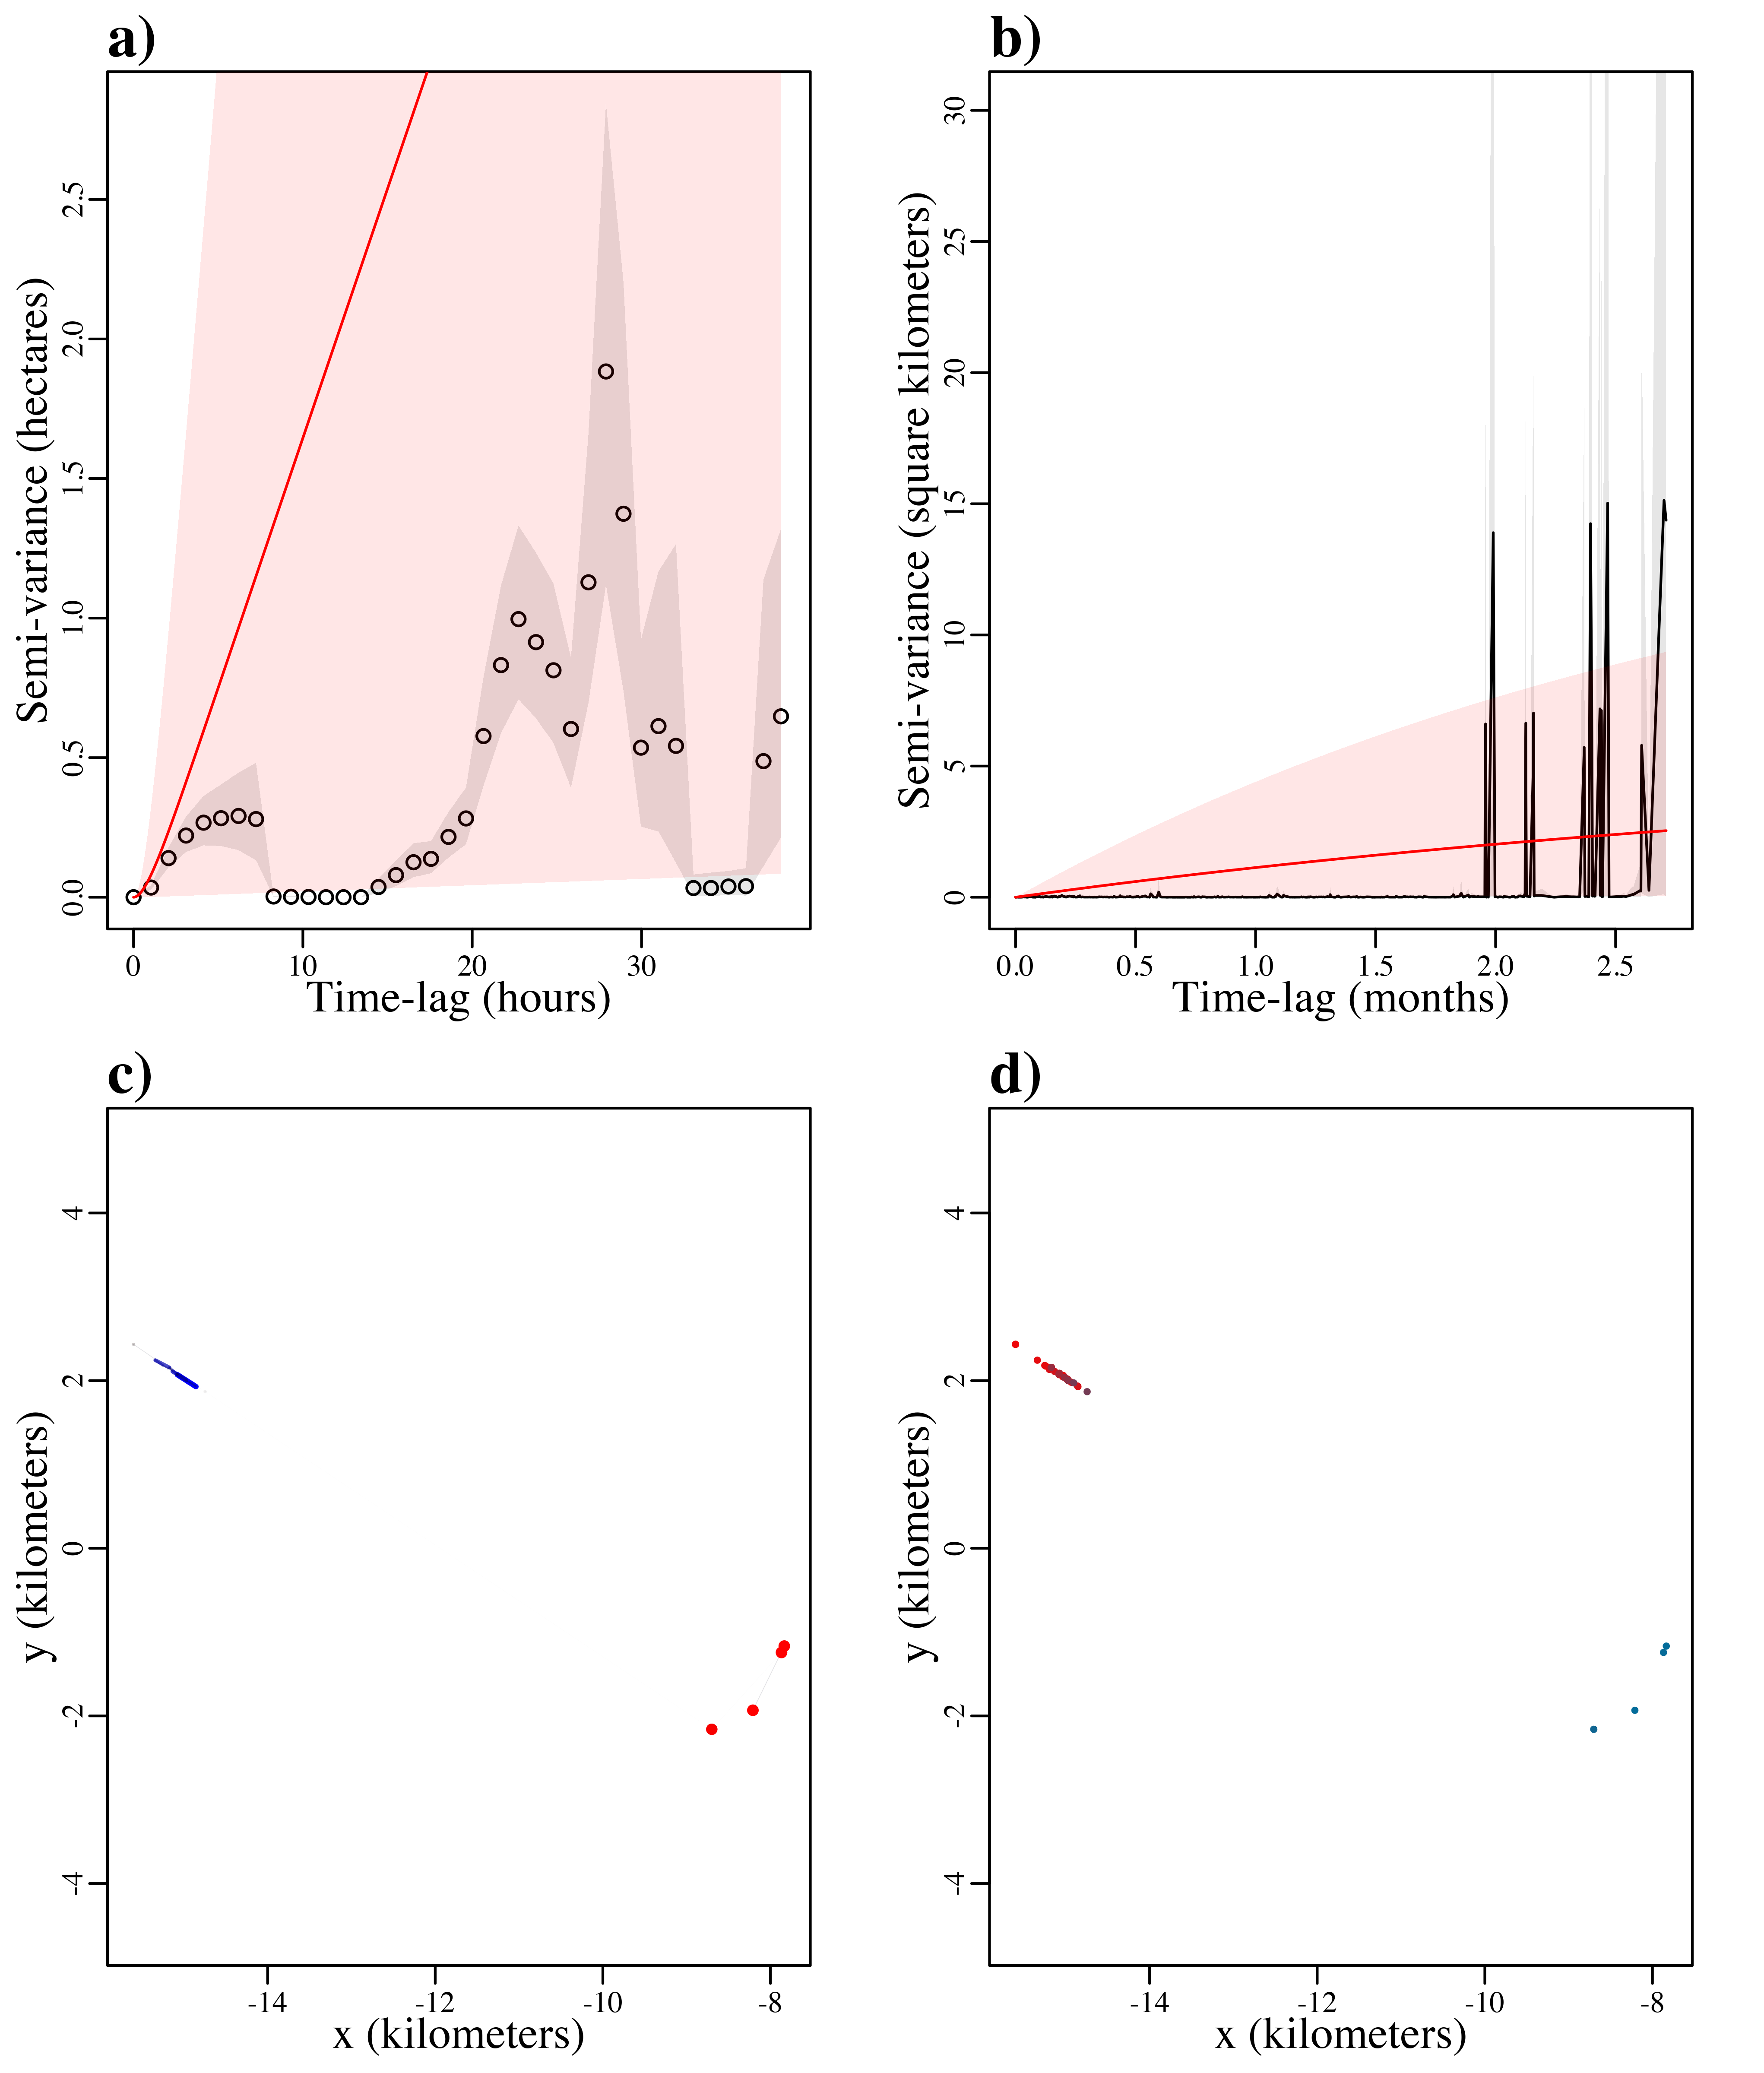 a)
Semi-variance (hectares)
0.0 0.5 1.0 1.5 2.0 2.5
0 10 20 30
Time-lag (hours)
b)
Semi-variance (square kilometers)
0 5 10 15 20 25 30
0.0 0.5 1.0 1.5 2.0 2.5
Time-lag (months)
c)
y (kilometers)
-4 -2 0 2 4
-14 -12 -10 -8
x (kilometers)
d)
y (kilometers)
-4 -2 0 2 4
-14 -12 -10 -8
x (kilometers)